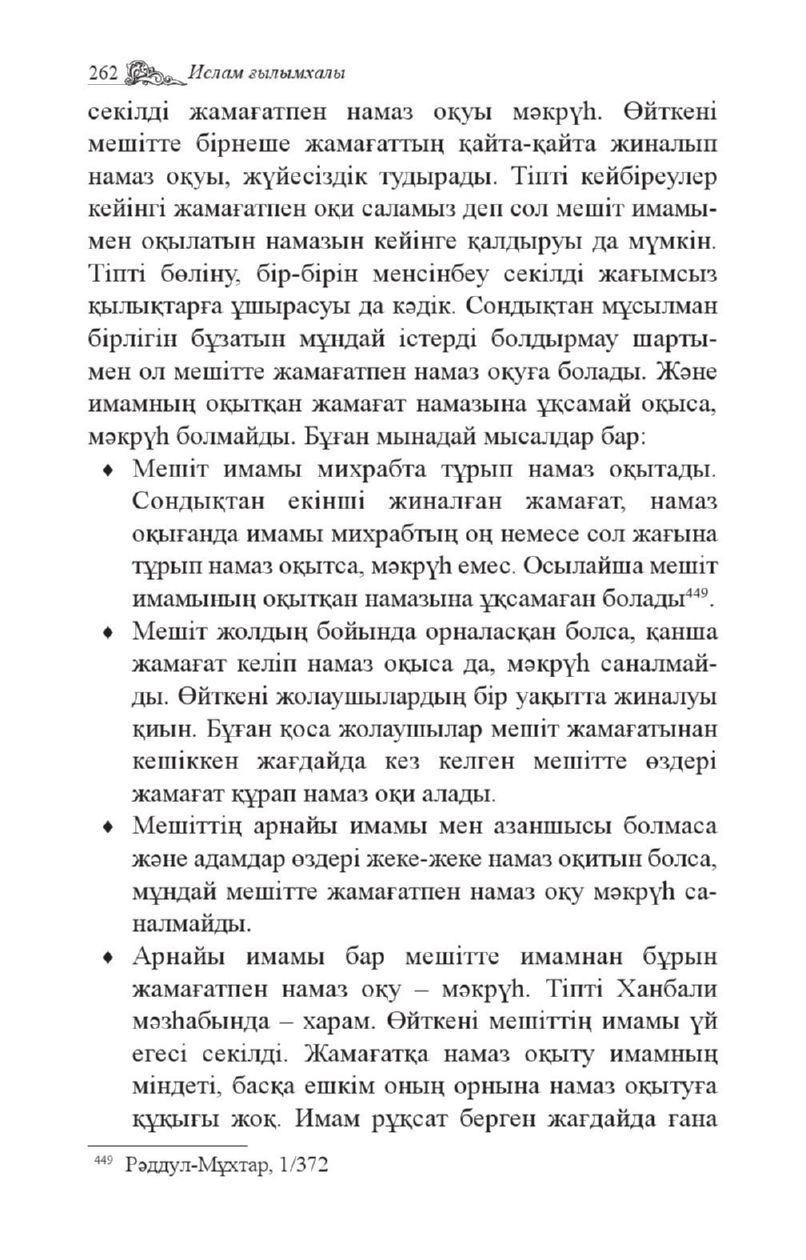 262 Ислам ғылымхалы
секілді жамағатпен намаз оқуы мәкрүһ. Өйткені
мешітте бірнеше жамағаттың қайта-қайта жиналып
намаз оқуы, жүйесіздік тудырады. Тіпті кейбіреулер
кейінгі жамағатпен оқи саламыз деп сол мешіт имамы-
мен оқылатын намазын кейінге қалдыруы да мүмкін.
Тіпті бөліну, бір-бірін менсінбеу секілді жағымсыз
қылықтарға ұшырасуы да кәдік. Сондықтан мұсылман
бірлігін бұзатын мұндай істерді болдырмау шарты-
мен ол мешітте жамағатпен намаз оқуға болады. Және
имамның оқытқан жамағат намазына ұқсамай оқыса,
мәкрүһ болмайды. Бұған мынадай мысалдар бар:
♦ Мешіт имамы михрабта тұрып намаз оқытады.
Сондықтан екінші жиналған жамағат, намаз
оқығанда имамы михрабтың оң немесе сол жағына
тұрып намаз оқытса, мәкрүһ емес. Осылайша мешіт
имамының оқытқан намазына ұқсамаған болады⁴⁴⁹.
♦ Мешіт жолдың бойында орналасқан болса, қанша
жамағат келіп намаз оқыса да, мәкрүһ саналмай-
ды. Өйткені жолаушылардың бір уақытта жиналуы
қиын. Бұған қоса жолаушылар мешіт жамағатынан
кешіккен жағдайда кез келген мешітте өздері
жамағат құрап намаз оқи алады.
♦ Мешіттің арнайы имамы мен азаншысы болмаса
және адамдар өздері жеке-жеке намаз оқитын болса,
мұндай мешітте жамағатпен намаз оқу мәкрүһ са-
налмайды.
♦ Арнайы имамы бар мешітте имамнан бұрын
жамағатпен намаз оқу – мәкрүһ. Тіпті Ханбали
мәзһабында – харам. Өйткені мешіттің имамы үй
егесі секілді. Жамағатқа намаз оқыту имамның
міндеті, басқа ешкім оның орнына намаз оқытуға
құқығы жоқ. Имам рұқсат берген жағдайда ғана
⁴⁴⁹ Рәддул-Мұхтар, 1/372